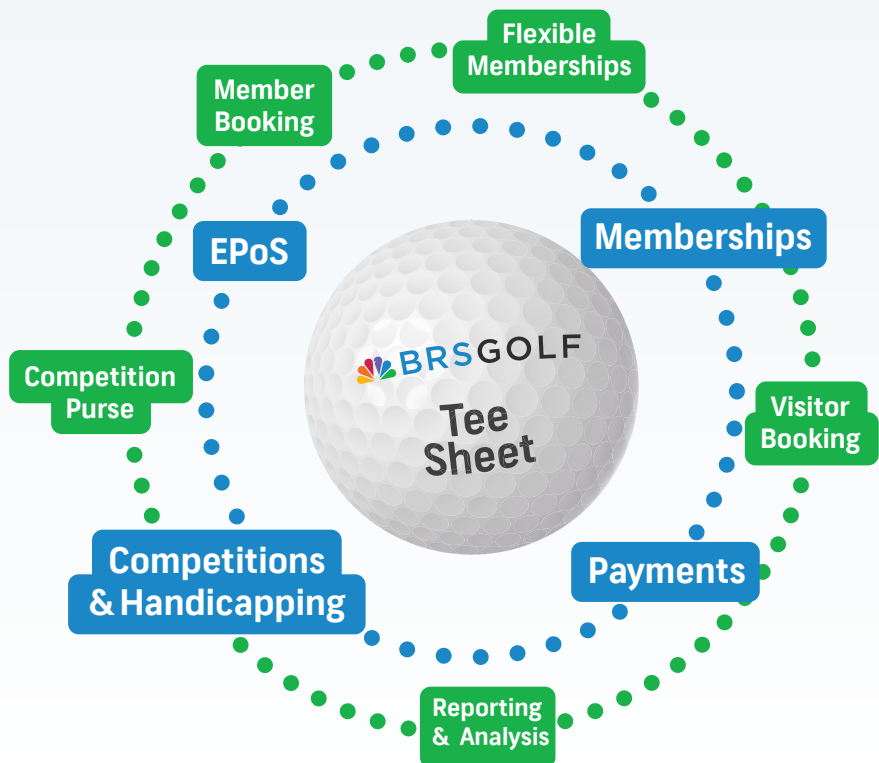 Flexible
Memberships
Member
Booking
EPoS
Memberships
BRSGOLF
Tee
Sheet
Competition
Purse
Visitor
Booking
Competitions
& Handicapping
Payments
Reporting
& Analysis